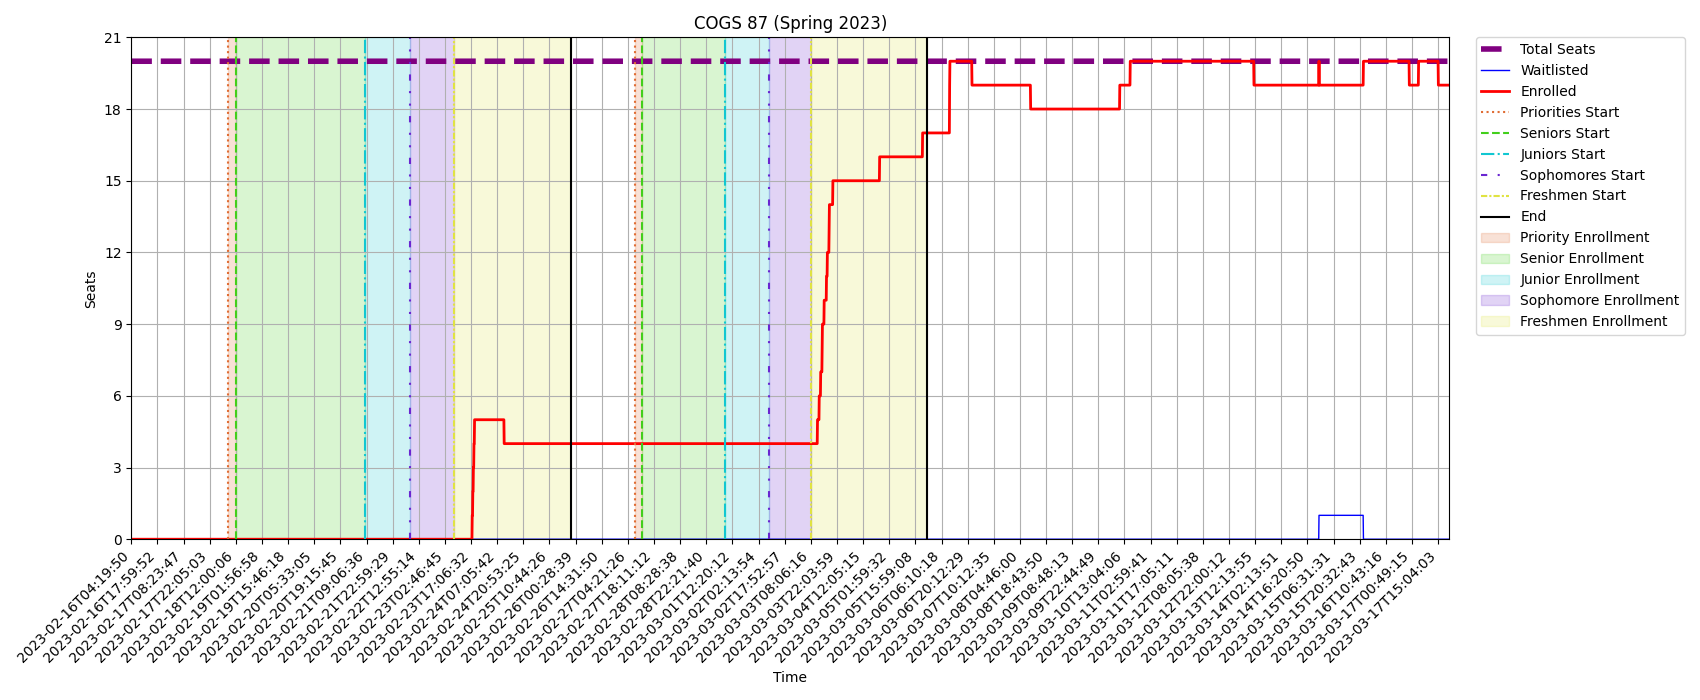 COGS 87 (Spring 2023)
21
18
15
12
9
6
3
0
Seats
2023-02-16T04:19:50
2023-02-16T17:59:52
2023-02-17T08:23:47
2023-02-17T22:05:03
2023-02-18T12:00:06
2023-02-19T01:56:58
2023-02-19T15:46:18
2023-02-20T05:33:05
2023-02-20T19:15:45
2023-02-21T09:06:36
2023-02-21T22:59:29
2023-02-22T12:55:14
2023-02-23T02:46:45
2023-02-23T17:06:32
2023-02-24T07:05:42
2023-02-24T20:53:25
2023-02-25T10:44:26
2023-02-26T00:28:39
2023-02-26T14:31:50
2023-02-27T04:21:26
2023-02-27T18:11:12
2023-02-28T08:28:38
2023-02-28T22:21:40
2023-03-01T12:20:12
2023-03-02T02:13:54
2023-03-02T17:52:57
2023-03-03T08:06:16
2023-03-03T22:03:59
2023-03-04T12:05:15
2023-03-05T01:59:32
2023-03-05T15:59:08
2023-03-06T06:10:18
2023-03-06T20:12:29
2023-03-07T10:12:35
2023-03-08T04:46:00
2023-03-08T18:43:50
2023-03-09T08:48:13
2023-03-09T22:44:49
2023-03-10T13:04:06
2023-03-11T02:59:41
2023-03-11T17:05:11
2023-03-12T08:05:38
2023-03-12T22:00:12
2023-03-13T12:13:55
2023-03-14T02:13:51
2023-03-14T16:20:50
2023-03-15T06:31:31
2023-03-15T20:32:43
2023-03-16T10:43:16
2023-03-17T00:49:15
2023-03-17T15:04:03
Time
Total Seats
Waitlisted
Enrolled
Priorities Start
Seniors Start
Juniors Start
Sophomores Start
Freshmen Start
End
Priority Enrollment
Senior Enrollment
Junior Enrollment
Sophomore Enrollment
Freshmen Enrollment